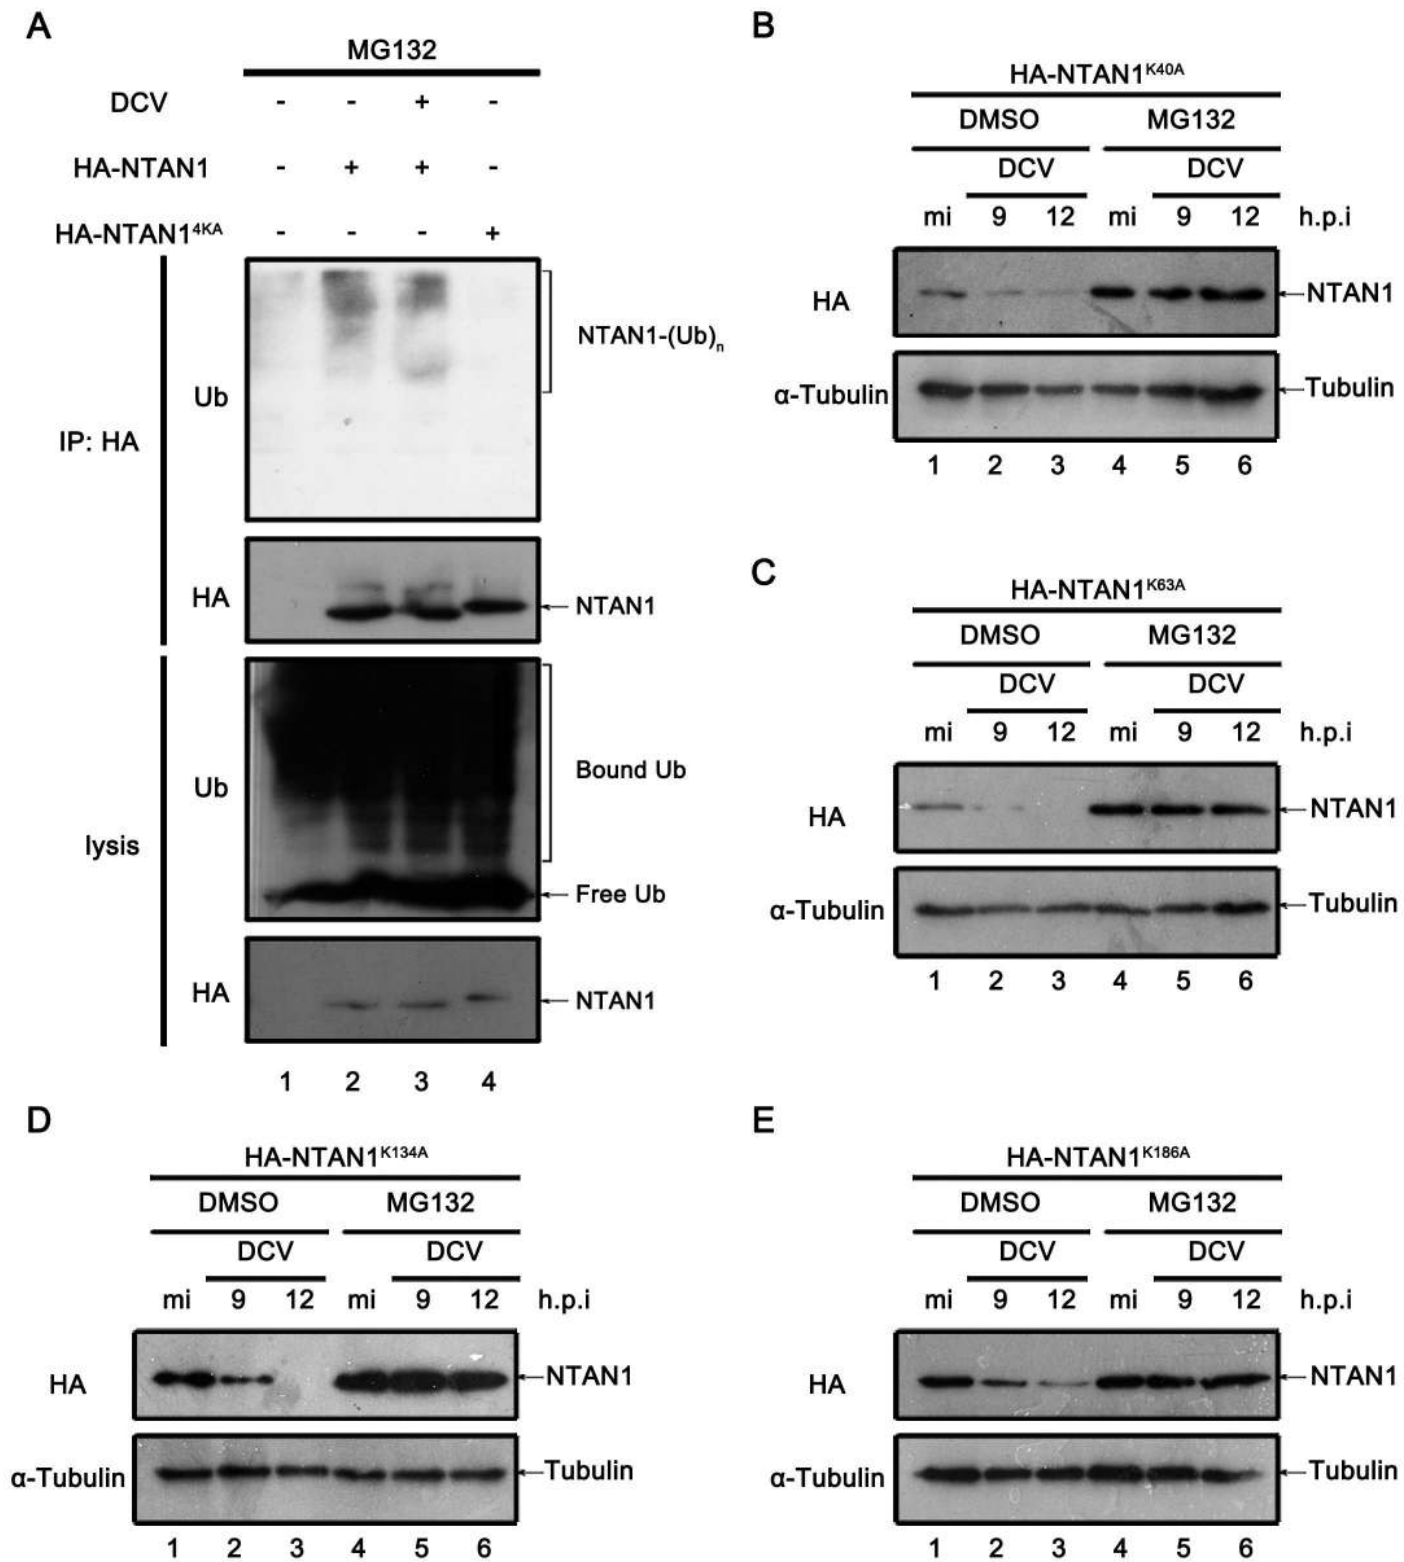 A
MG132
DCV - - + -
HA-NTAN1 - + + -
HA-NTAN1^4KA - - - +
IP: HA
Ub
NTAN1-(Ub)n
HA
NTAN1
lysis
Ub
Bound Ub
Free Ub
HA
NTAN1
1 2 3 4
B
HA-NTAN1^K40A
DMSO MG132
DCV DCV
mi 9 12 mi 9 12 h.p.i
HA
NTAN1
α-Tubulin
Tubulin
1 2 3 4 5 6
C
HA-NTAN1^K63A
DMSO MG132
DCV DCV
mi 9 12 mi 9 12 h.p.i
HA
NTAN1
α-Tubulin
Tubulin
1 2 3 4 5 6
D
HA-NTAN1^K134A
DMSO MG132
DCV DCV
mi 9 12 mi 9 12 h.p.i
HA
NTAN1
α-Tubulin
Tubulin
1 2 3 4 5 6
E
HA-NTAN1^K186A
DMSO MG132
DCV DCV
mi 9 12 mi 9 12 h.p.i
HA
NTAN1
α-Tubulin
Tubulin
1 2 3 4 5 6